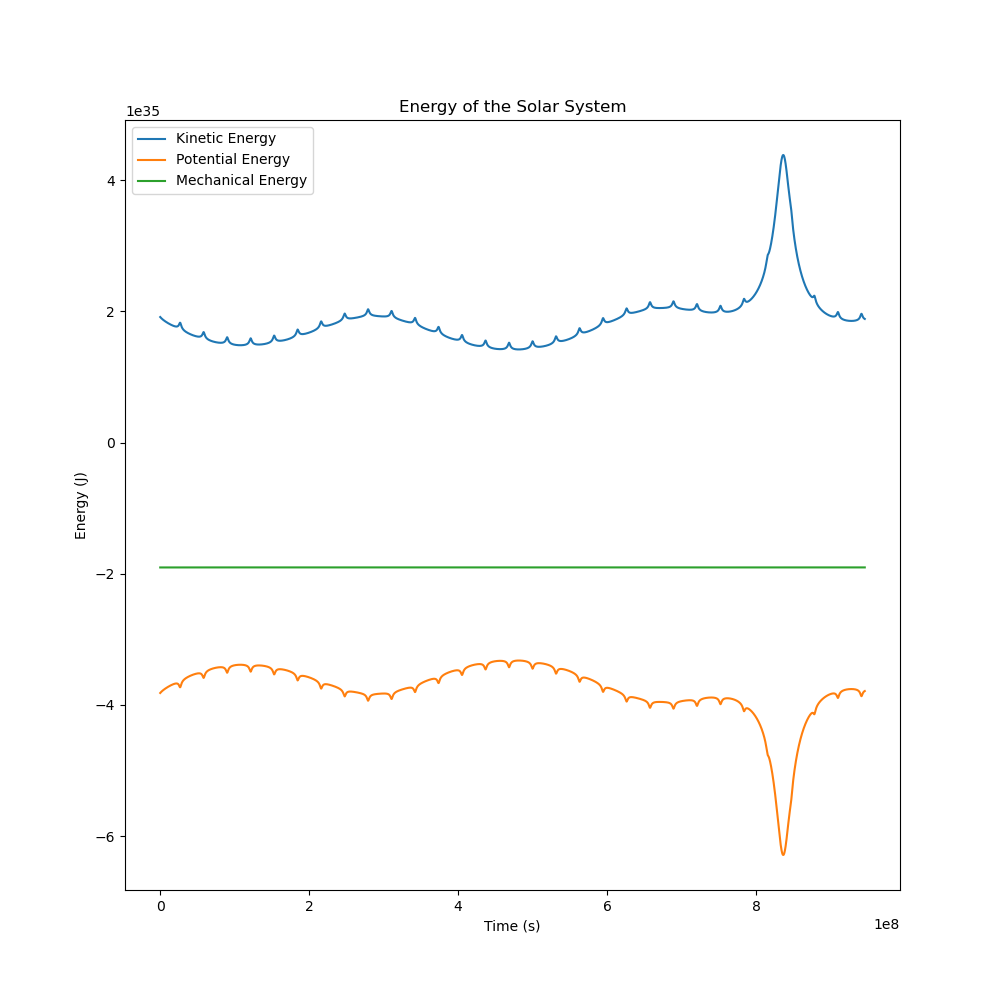 Energy of the Solar System
1e35
Kinetic Energy
Potential Energy
Mechanical Energy
4
2
0
−2
−4
−6
Energy (J)
0 2 4 6 8
1e8
Time (s)